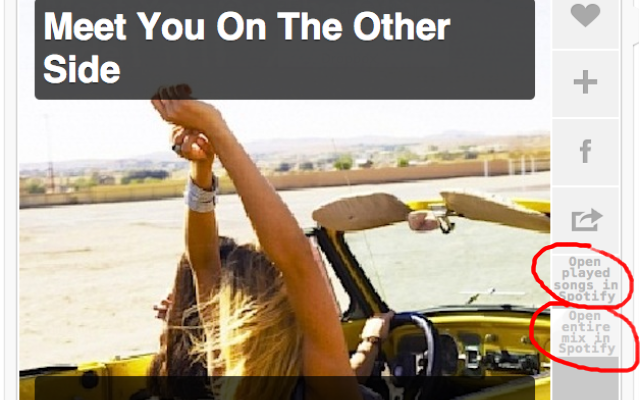 Meet You On The Other
Side
f
Open
played
songs in
Spotify
Open
entire
mix in
Spotify